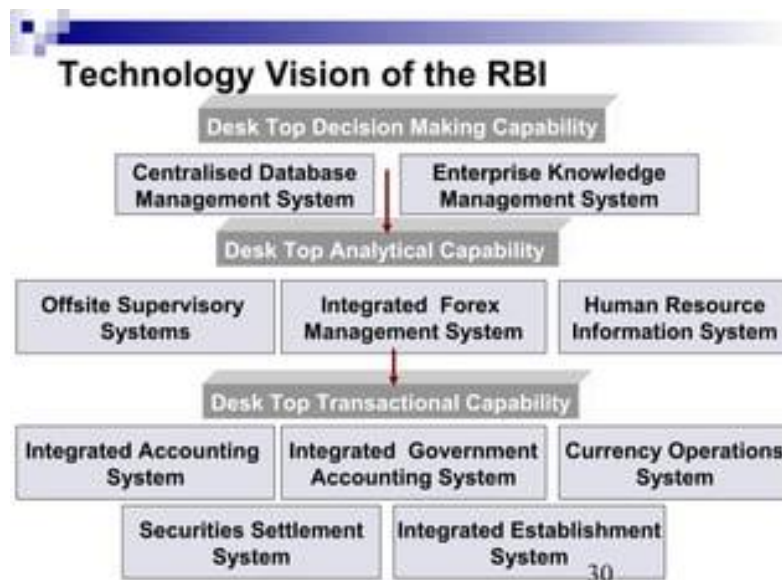 Technology Vision of the RBI
Desk Top Decision Making Capability
Centralised Database
Management System
Enterprise Knowledge
Management System
Desk Top Analytical Capability
Offsite Supervisory
Systems
Integrated Forex
Management System
Human Resource
Information System
Desk Top Transactional Capability
Integrated Accounting
System
Integrated Government
Accounting System
Currency Operations
System
Securities Settlement
System
Integrated Establishment
System
30